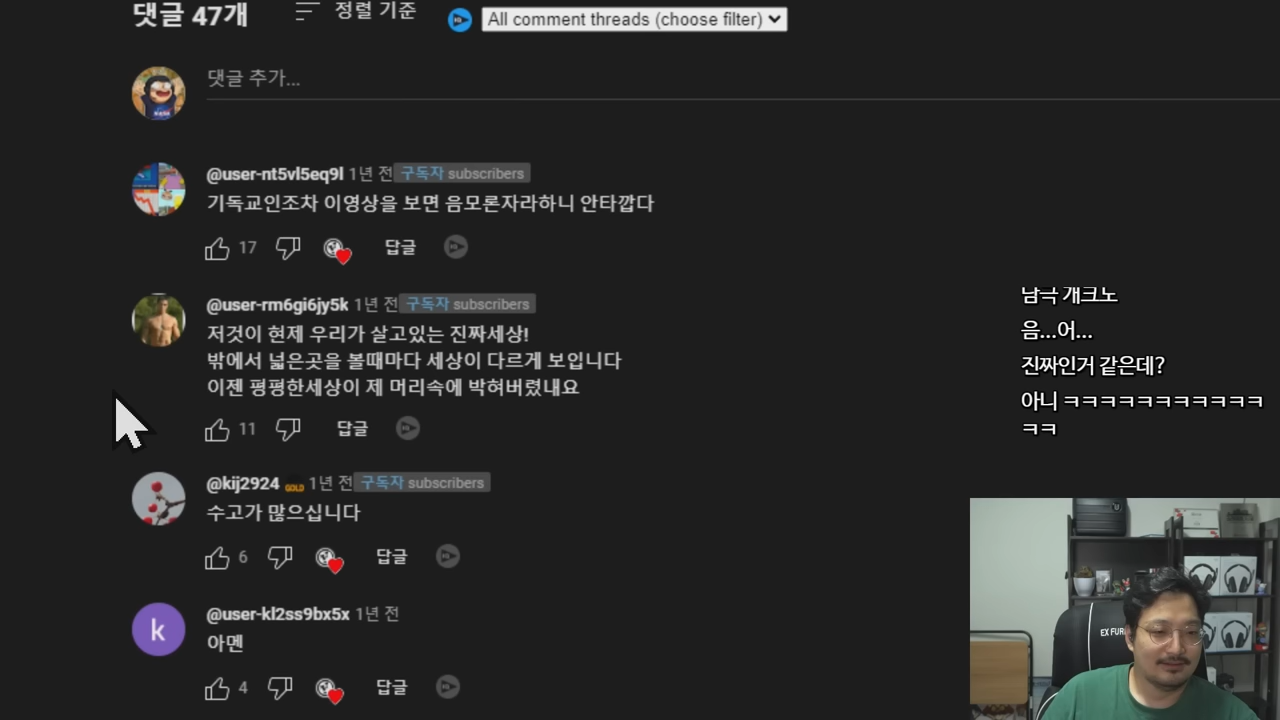 댓글 47개
정렬 기준
All comment threads (choose filter)
댓글 추가...
@user-nt5vl5eq9l 1년 전 구독자 subscribers
기독교인조차 이영상을 보면 음모론자라하니 안타깝다
17 답글
@user-rm6gi6jy5k 1년 전 구독자 subscribers
저것이 현제 우리가 살고있는 진짜세상!
밖에서 넓은곳을 볼때마다 세상이 다르게 보입니다
이젠 평평한세상이 제 머리속에 박혀버렸내요
11 답글
@kij2924 GOLD 1년 전 구독자 subscribers
수고가 많으십니다
6 답글
k
@user-kl2ss9bx5x 1년 전
아멘
4 답글
남극 개크노
음...어...
진짜인거 같은데?
아니 ㅋㅋㅋㅋㅋㅋㅋㅋㅋㅋㅋ
ㅋㅋ
EX FUR